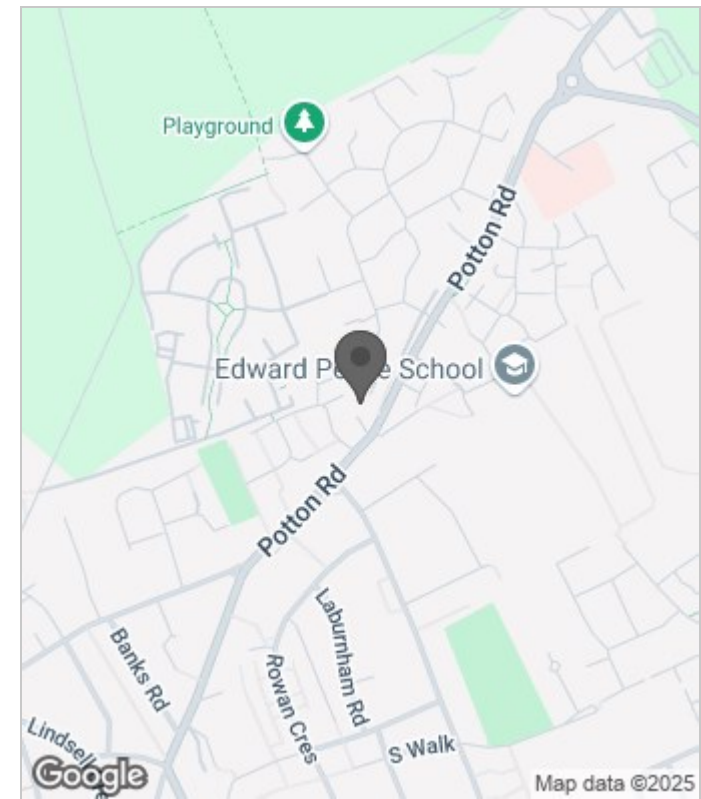 Playground
Potton Rd
Edward
School
Potton Rd
Laburnham Rd
Banks Rd
Rowan Cres
S Walk
Google
Map data ©2025